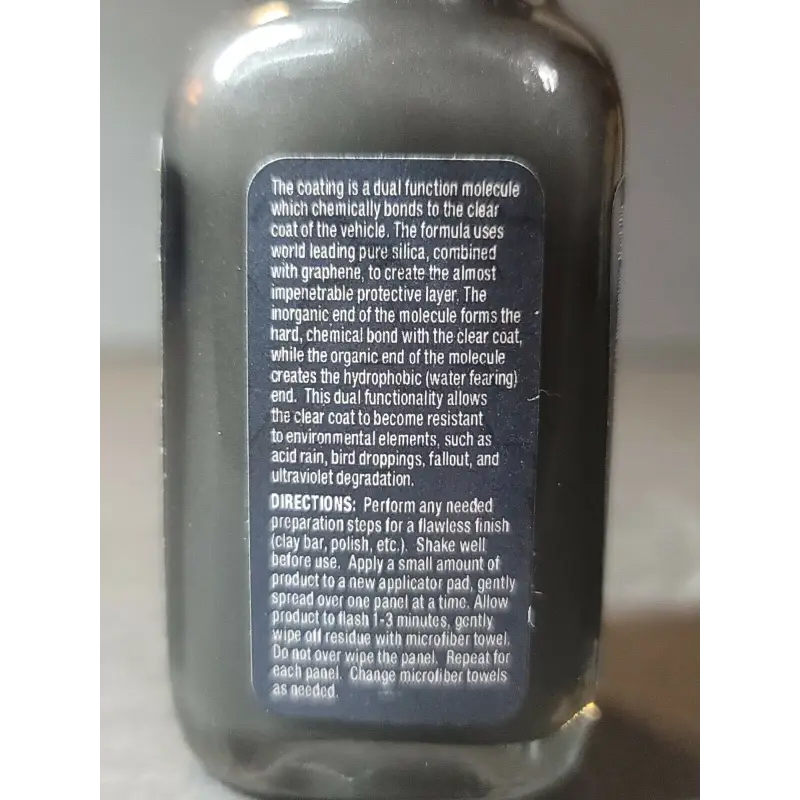 The coating is a dual function molecule
which chemically bonds to the clear
coat of the vehicle. The formula uses
world leading pure silica, combined
with graphene, to create the almost
impenetrable protective layer. The
inorganic end of the molecule forms the
hard, chemical bond with the clear coat,
while the organic end of the molecule
creates the hydrophobic (water fearing)
end. This dual functionality allows
the clear coat to become resistant
to environmental elements, such as
acid rain, bird droppings, fallout, and
ultraviolet degradation.
DIRECTIONS: Perform any needed
preparation steps for a flawless finish
(clay bar, polish, etc.). Shake well
before use. Apply a small amount of
product to a new applicator pad, gently
spread over one panel at a time. Allow
product to flash 1-3 minutes, gently
wipe off residue with microfiber towel.
Do not over wipe the panel. Repeat for
each panel. Change microfiber towels
as needed.